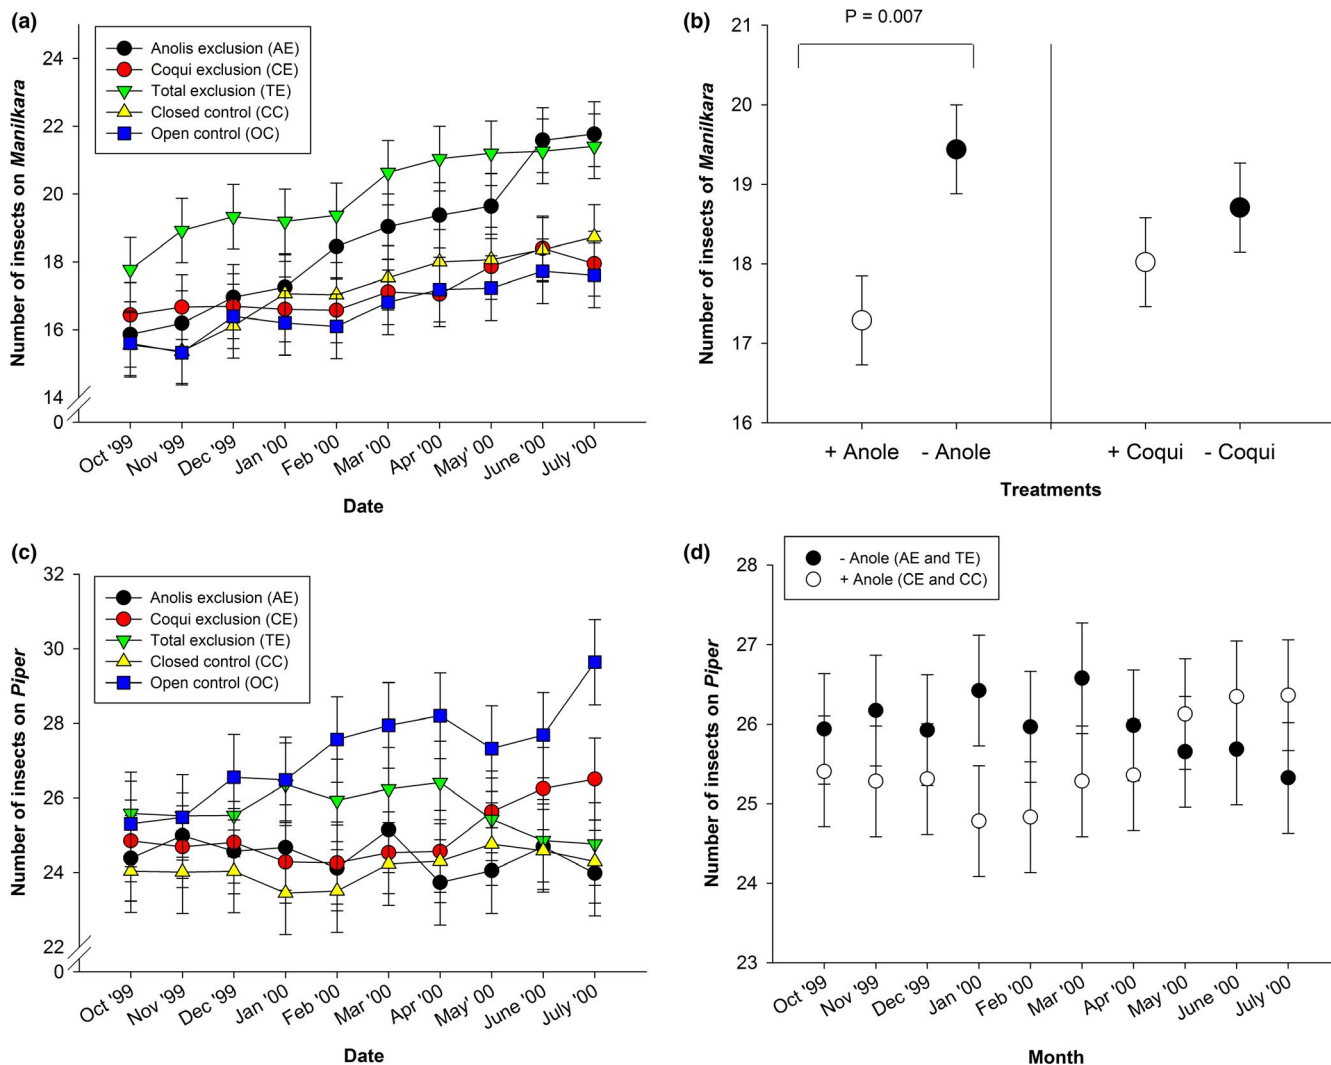 (a)
Number of insects on Manilkara
24
22
20
18
16
14
0
Anolis exclusion (AE)
Coqui exclusion (CE)
Total exclusion (TE)
Closed control (CC)
Open control (OC)
Oct '99
Nov '99
Dec '99
Jan '00
Feb '00
Mar '00
Apr '00
May' 00
June '00
July '00
Date
(b)
Number of insects of Manilkara
21
20
19
18
17
16
P = 0.007
+ Anole
- Anole
+ Coqui
- Coqui
Treatments
(c)
Number of insects on Piper
32
30
28
26
24
22
0
Anolis exclusion (AE)
Coqui exclusion (CE)
Total exclusion (TE)
Closed control (CC)
Open control (OC)
Oct '99
Nov '99
Dec '99
Jan '00
Feb '00
Mar '00
Apr '00
May' 00
June '00
July '00
Date
(d)
Number of insects on Piper
28
27
26
25
24
23
- Anole (AE and TE)
+ Anole (CE and CC)
Oct '99
Nov '99
Dec '99
Jan '00
Feb '00
Mar '00
Apr '00
May '00
June '00
July '00
Month